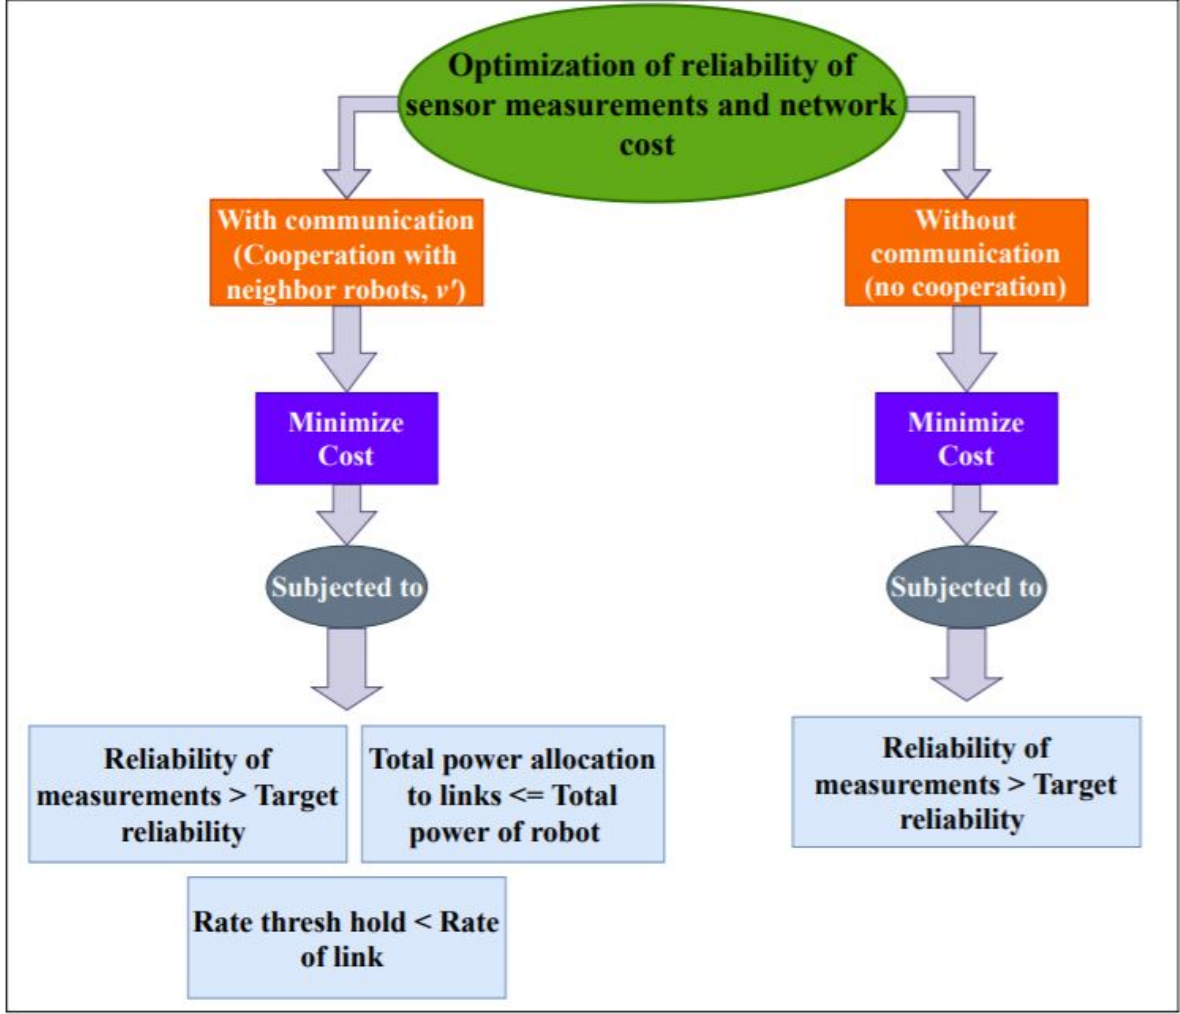 Optimization of reliability of
sensor measurements and network
cost
With communication
(Cooperation with
neighbor robots, v')
Without
communication
(no cooperation)
Minimize
Cost
Minimize
Cost
Subjected to
Subjected to
Reliability of
measurements > Target
reliability
Total power allocation
to links <= Total
power of robot
Reliability of
measurements > Target
reliability
Rate thresh hold < Rate
of link